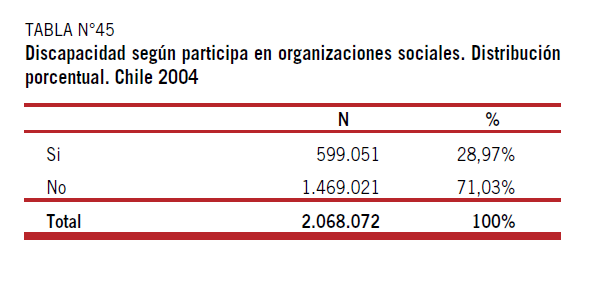 TABLA N°45
Discapacidad según participa en organizaciones sociales. Distribución
porcentual. Chile 2004
N %
Si 599.051 28,97%
No 1.469.021 71,03%
Total 2.068.072 100%